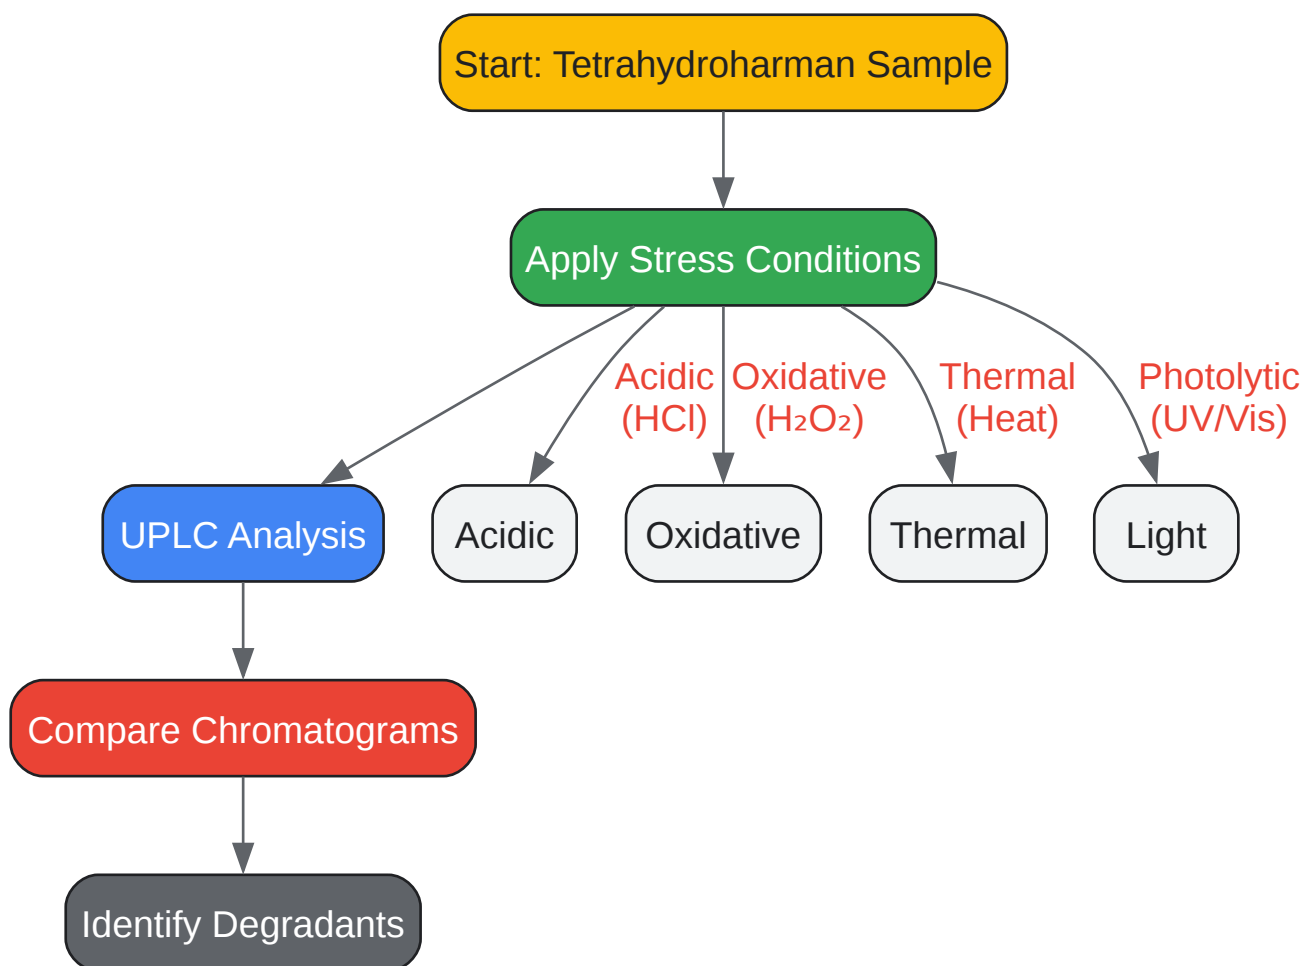 Start: Tetrahydroharman Sample
Apply Stress Conditions
Acidic
(HCl)
Oxidative
(H₂O₂)
Thermal
(Heat)
Photolytic
(UV/Vis)
UPLC Analysis
Acidic
Oxidative
Thermal
Light
Compare Chromatograms
Identify Degradants